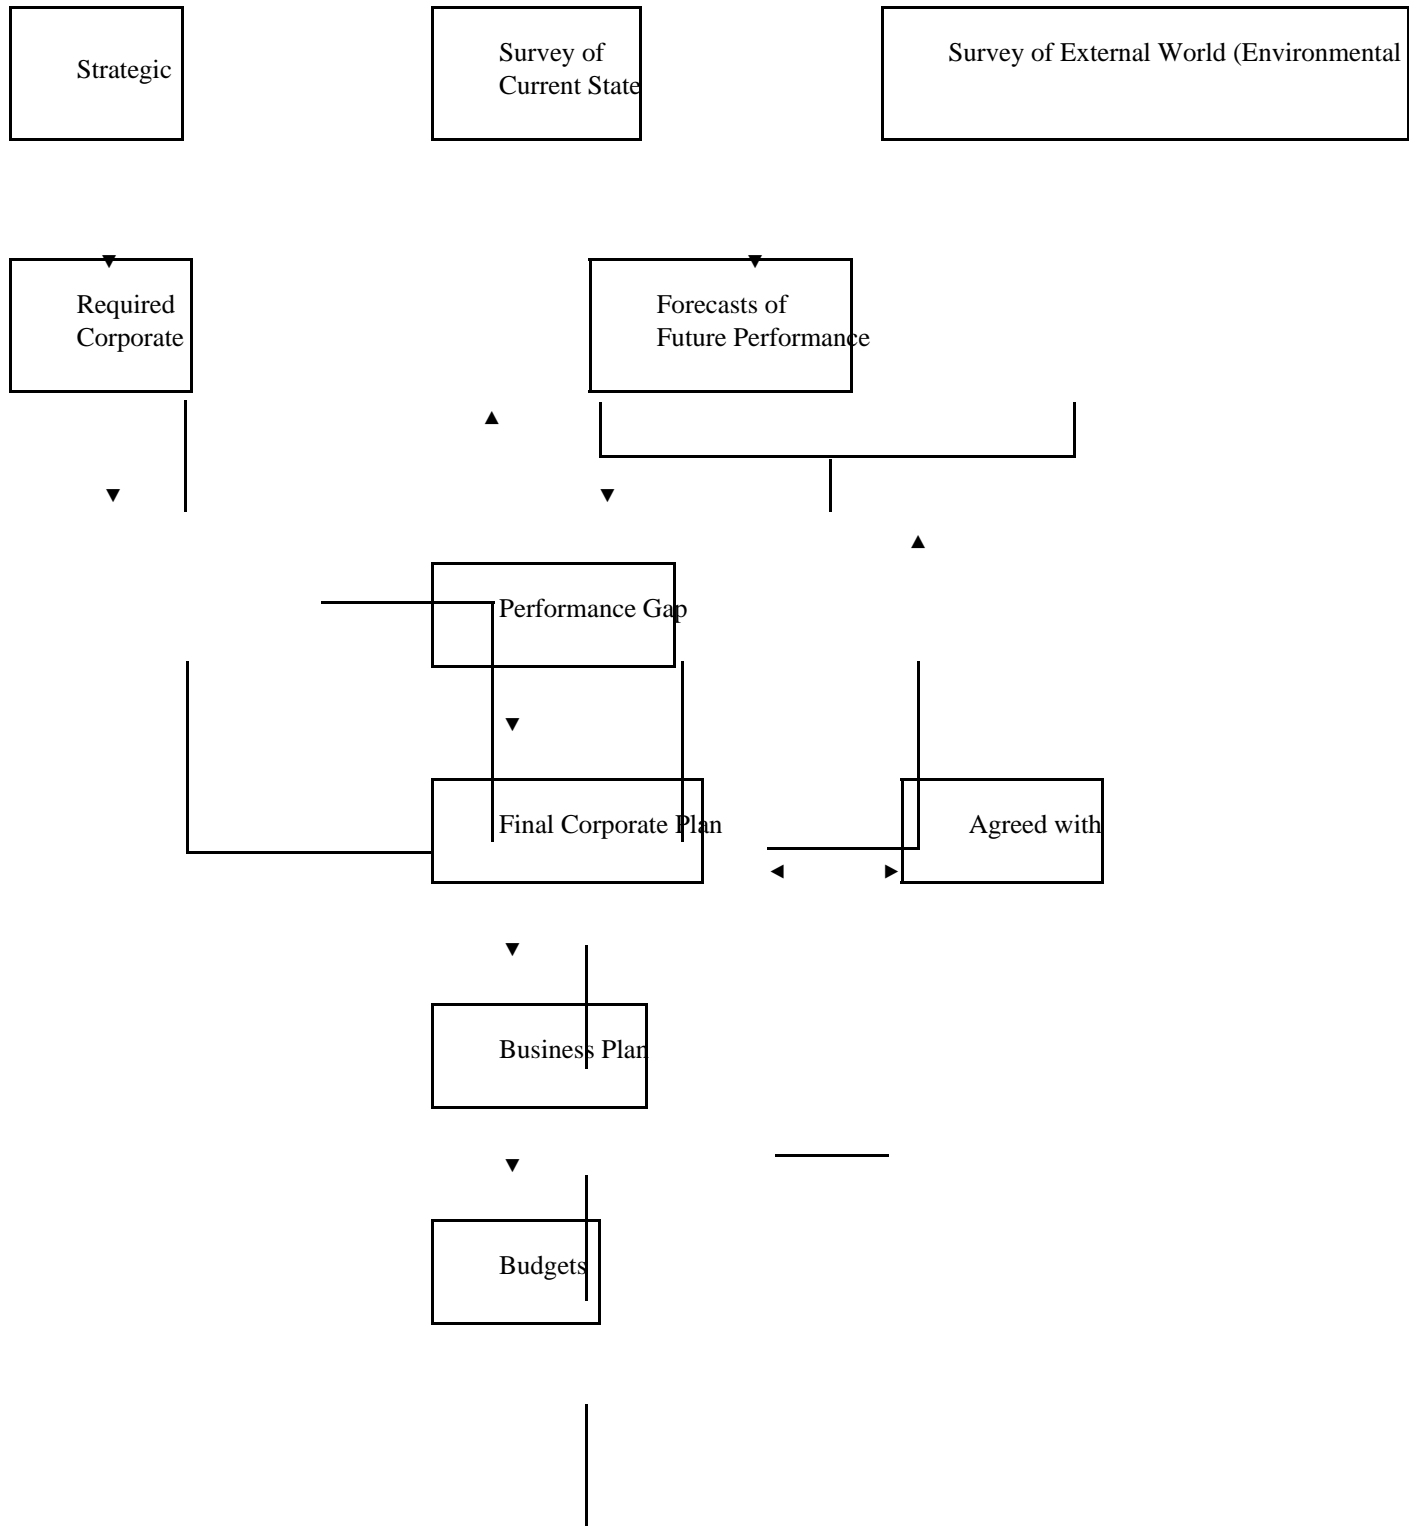 Strategic
Survey of
Current State
Survey of External World (Environmental
Required
Corporate
Forecasts of
Future Performance
Performance Gap
Final Corporate Plan
Agreed with
Business Plan
Budgets